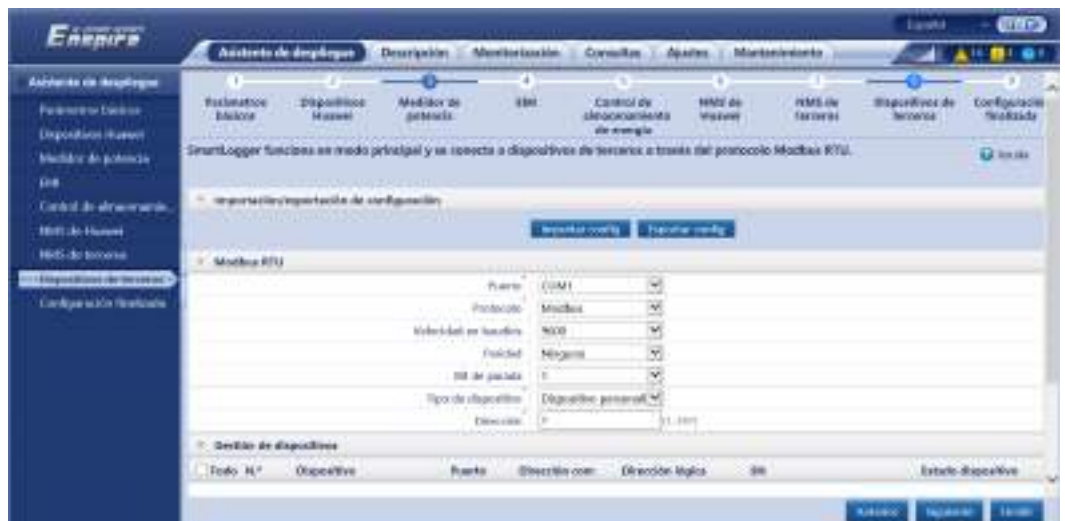 Enspire
Español
Asistente de despliegue Descripción Monitorización Consultas Ajustes Mantenimiento
Asistente de despliegue
Parámetros básicos
Dispositivos Huawei
Medidor de potencia
EMI
Control de almacenamie...
NMS de Huawei
NMS de terceros
Dispositivos de terceros
Configuración finalizada
Parámetros básicos
Dispositivos Huawei
Medidor de potencia
EMI
Control de almacenamiento de energía
NMS de Huawei
NMS de terceros
Dispositivos de terceros
Configuración finalizada
SmartLogger funciona en modo principal y se conecta a dispositivos de terceros a través del protocolo Modbus RTU.
Ayuda
Importación/exportación de configuración
Importar config. Exportar config.
Modbus RTU
Puerto COM1
Protocolo Modbus
Velocidad en baudios 9600
Paridad Ninguna
Bit de parada 1
Tipo de dispositivo Dispositivo personali
Dirección
Gestión de dispositivos
Todo N.º Dispositivo Puerto Dirección com Dirección lógica SN Estado dispositivo
Anterior Siguiente